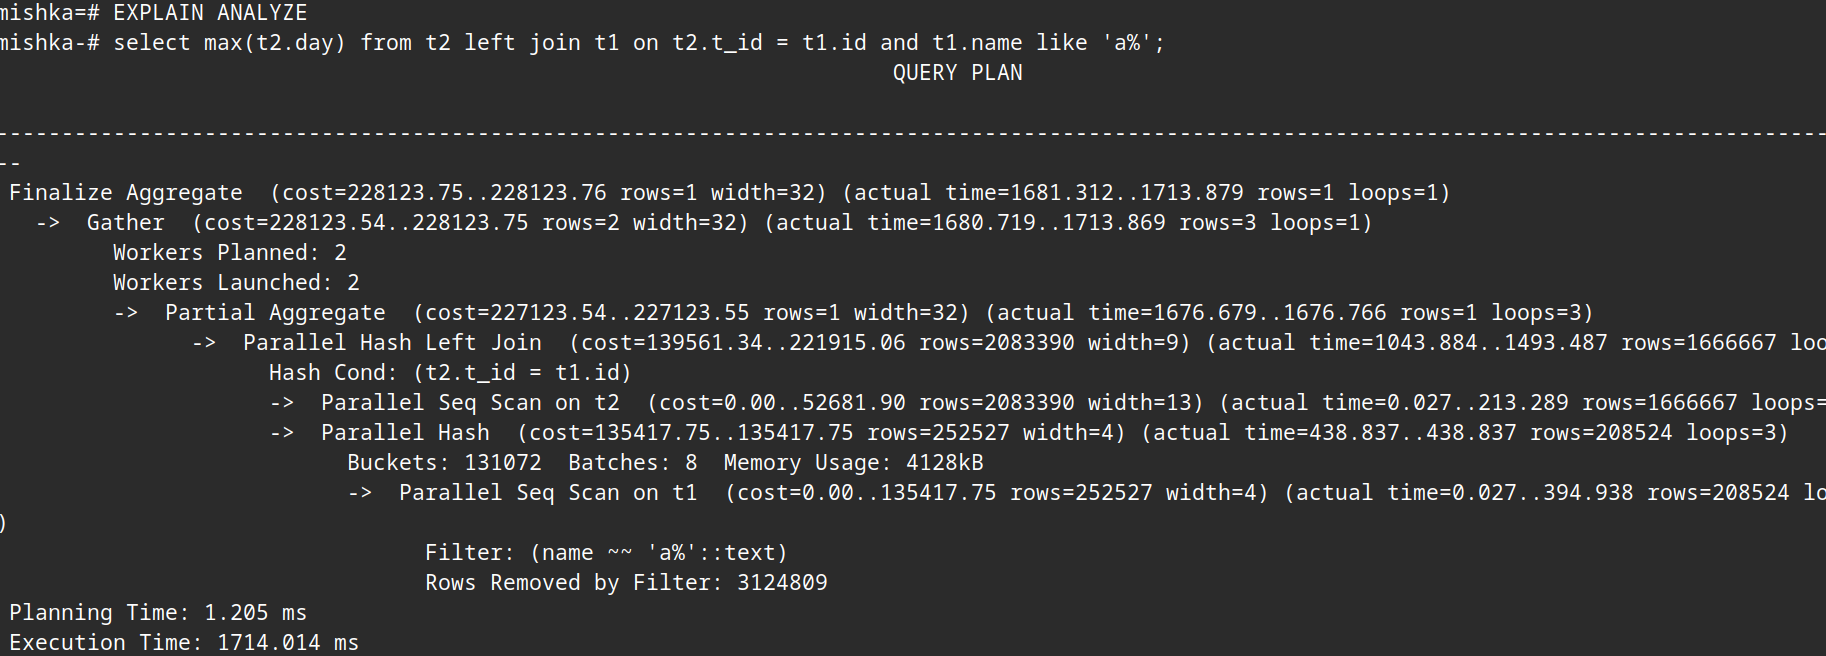 mishka=# EXPLAIN ANALYZE
mishka-# select max(t2.day) from t2 left join t1 on t2.t_id = t1.id and t1.name like 'a%';
QUERY PLAN
--------------------------------------------------------------------------------------------------------------------------------------------
--
Finalize Aggregate  (cost=228123.75..228123.76 rows=1 width=32) (actual time=1681.312..1713.879 rows=1 loops=1)
->  Gather  (cost=228123.54..228123.75 rows=2 width=32) (actual time=1680.719..1713.869 rows=3 loops=1)
Workers Planned: 2
Workers Launched: 2
->  Partial Aggregate  (cost=227123.54..227123.55 rows=1 width=32) (actual time=1676.679..1676.766 rows=1 loops=3)
->  Parallel Hash Left Join  (cost=139561.34..221915.06 rows=2083390 width=9) (actual time=1043.884..1493.487 rows=1666667 loo
Hash Cond: (t2.t_id = t1.id)
->  Parallel Seq Scan on t2  (cost=0.00..52681.90 rows=2083390 width=13) (actual time=0.027..213.289 rows=1666667 loops=
->  Parallel Hash  (cost=135417.75..135417.75 rows=252527 width=4) (actual time=438.837..438.837 rows=208524 loops=3)
Buckets: 131072  Batches: 8  Memory Usage: 4128kB
->  Parallel Seq Scan on t1  (cost=0.00..135417.75 rows=252527 width=4) (actual time=0.027..394.938 rows=208524 lo
)
Filter: (name ~~ 'a%'::text)
Rows Removed by Filter: 3124809
Planning Time: 1.205 ms
Execution Time: 1714.014 ms